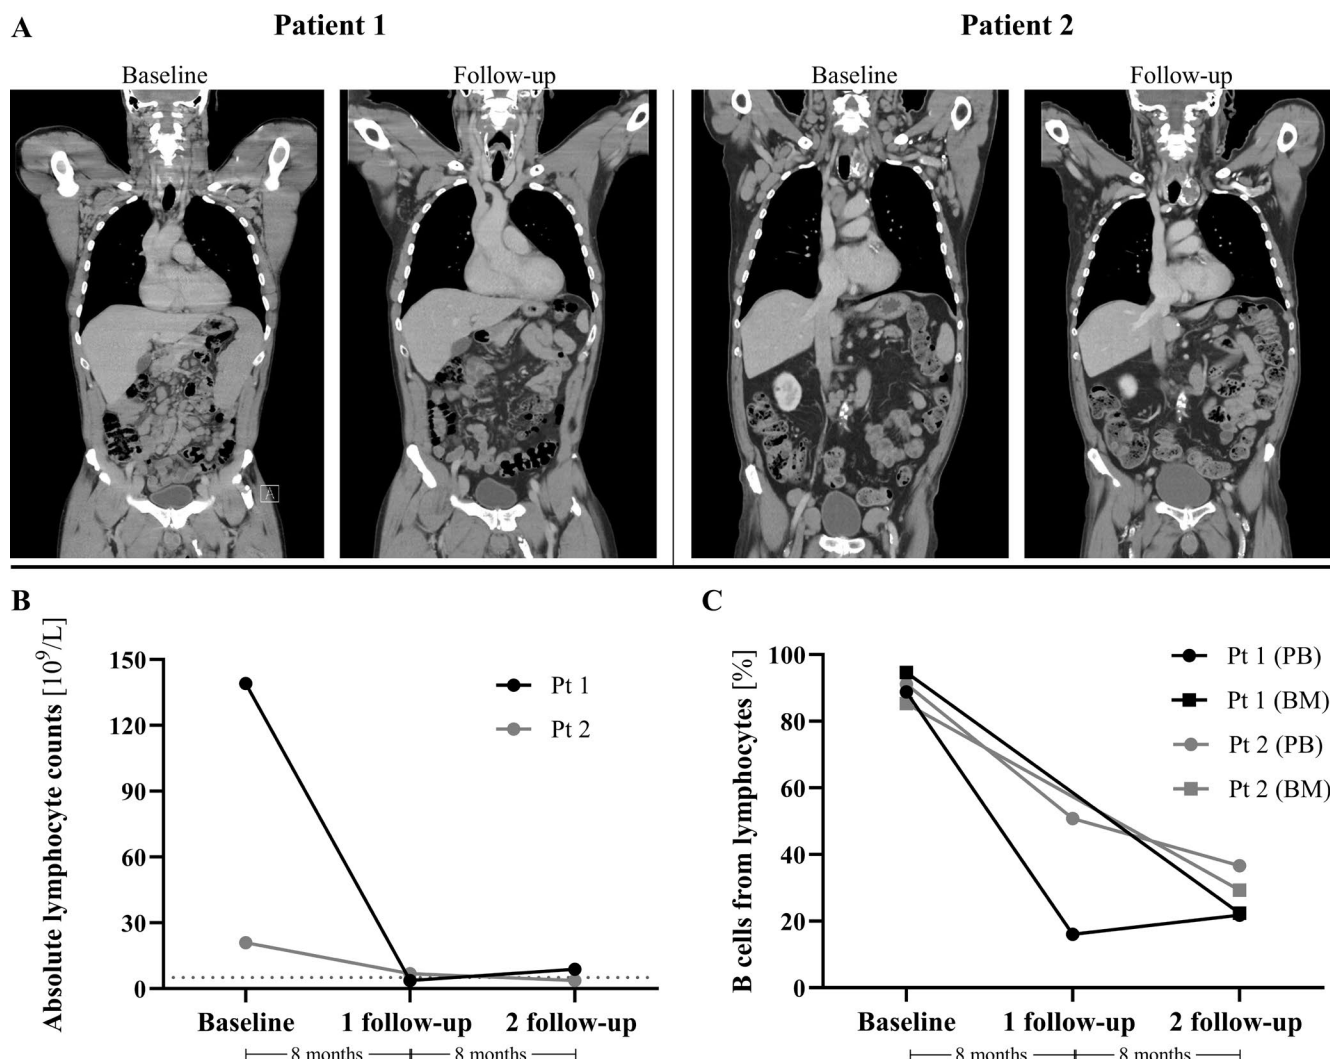 A
Patient 1
Patient 2
Baseline
Follow-up
Baseline
Follow-up
A
B
Absolute lymphocyte counts [10⁹/L]
150
120
90
60
30
0
Pt 1
Pt 2
Baseline
1 follow-up
2 follow-up
8 months
8 months
C
B cells from lymphocytes [%]
100
80
60
40
20
0
Pt 1 (PB)
Pt 1 (BM)
Pt 2 (PB)
Pt 2 (BM)
Baseline
1 follow-up
2 follow-up
8 months
8 months